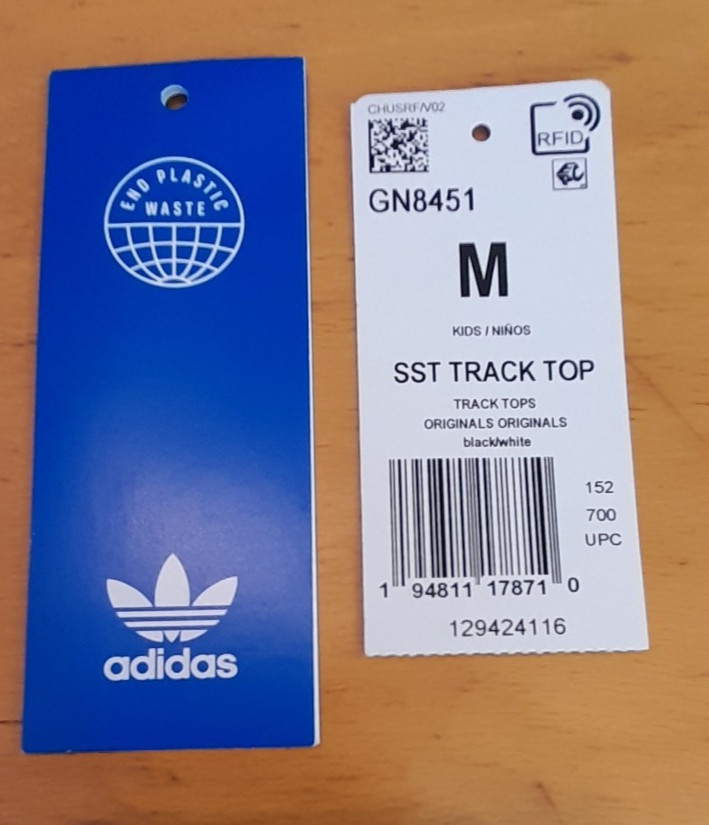 END PLASTIC
WASTE
adidas
CHUSRF/V02
RFID
GN8451
M
KIDS / NIÑOS
SST TRACK TOP
TRACK TOPS
ORIGINALS ORIGINALS
black/white
152
700
UPC
1 94811 17871 0
129424116